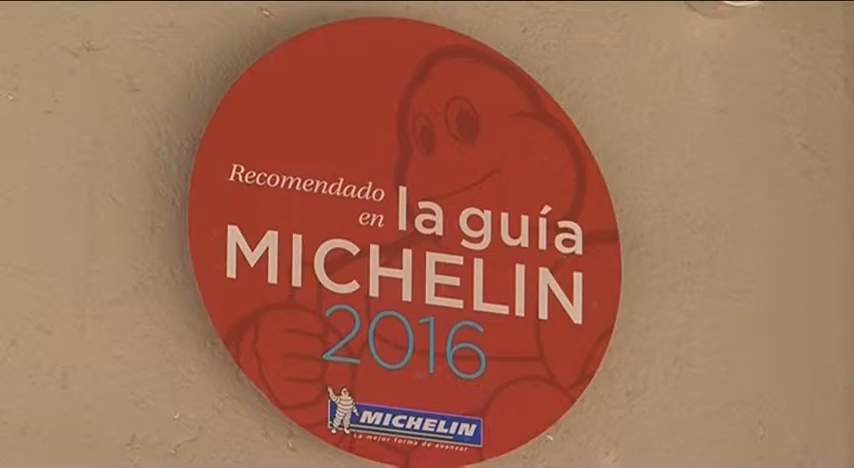 Recomendado
en la guía
MICHELIN
2016
MICHELIN
La mejor forma de avanzar